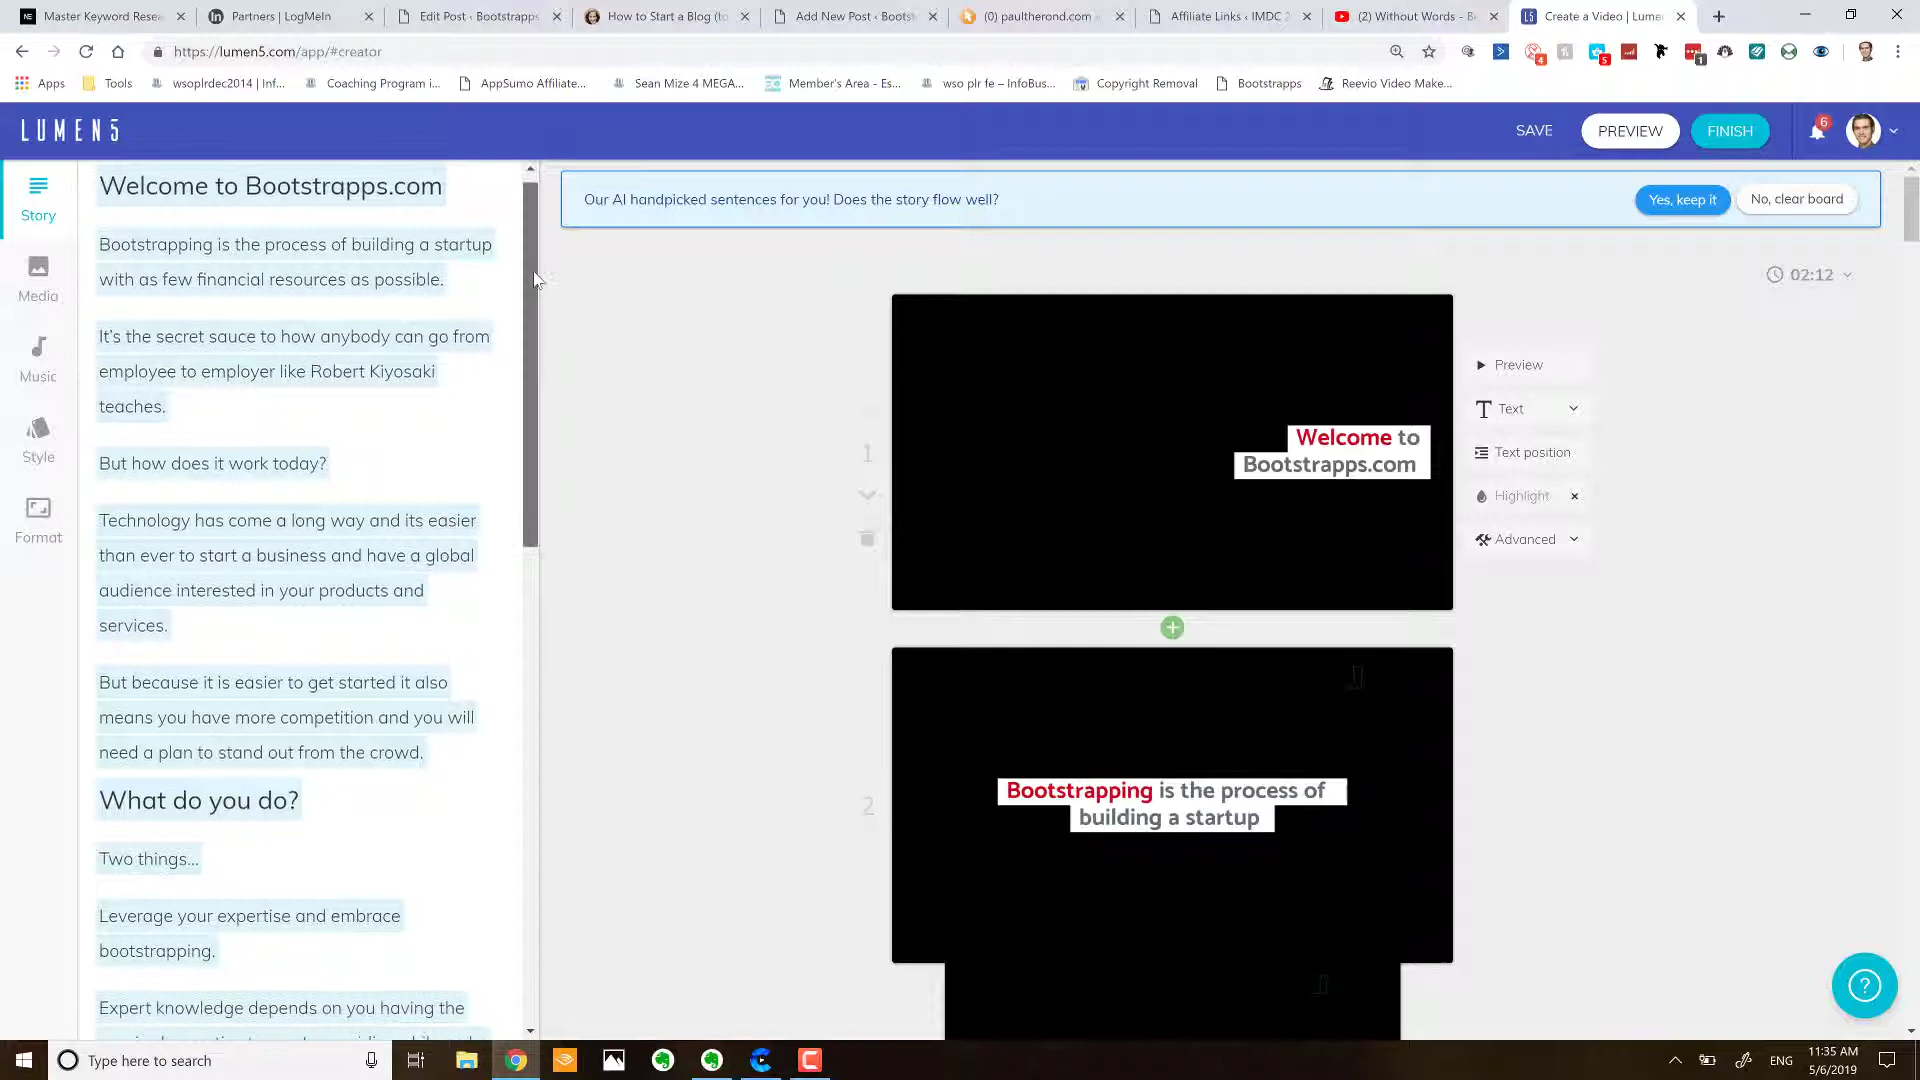 Master Keyword Resea
Partners | LogMeIn
Edit Post ‹ Bootstrapps
How to Start a Blog (to
Add New Post ‹ Bootst
(0) paultherond.com
Affiliate Links ‹ IMDC 2
(2) Without Words - Be
Create a Video | Lumen
https://lumen5.com/app/#creator
Apps
Tools
wsoplrdec2014 | Inf...
Coaching Program i...
AppSumo Affiliate...
Sean Mize 4 MEGA...
Member's Area - Es...
wso plr fe – InfoBus...
Copyright Removal
Bootstrapps
Reevio Video Make...
LUMEN5
SAVE
PREVIEW
FINISH
6
Story
Media
Music
Style
Format
Welcome to Bootstrapps.com
Bootstrapping is the process of building a startup
with as few financial resources as possible.
It's the secret sauce to how anybody can go from
employee to employer like Robert Kiyosaki
teaches.
But how does it work today?
Technology has come a long way and its easier
than ever to start a business and have a global
audience interested in your products and
services.
But because it is easier to get started it also
means you have more competition and you will
need a plan to stand out from the crowd.
What do you do?
Two things...
Leverage your expertise and embrace
bootstrapping.
Expert knowledge depends on you having the
Our AI handpicked sentences for you! Does the story flow well?
Yes, keep it
No, clear board
02:12
1
Welcome to
Bootstrapps.com
Preview
Text
Text position
Highlight
Advanced
2
Bootstrapping is the process of
building a startup
Type here to search
ENG
11:35 AM
5/6/2019